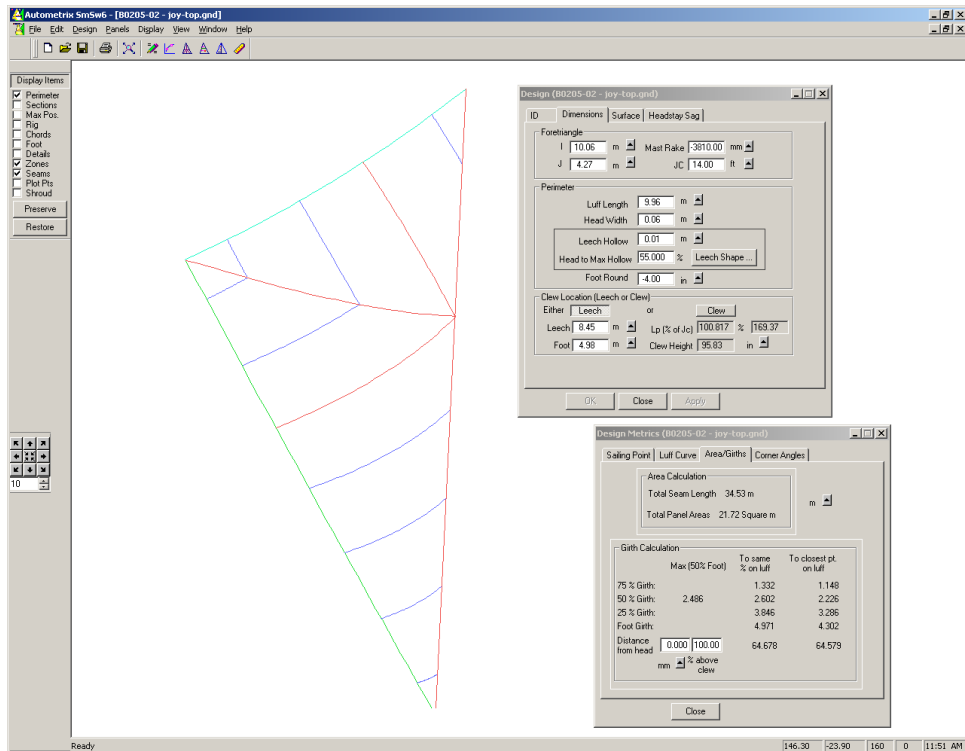 Autometrix SmSw6 - [B0205-02 - joy-top.gnd]
File Edit Design Panels Display View Window Help
Display Items
Perimeter
Sections
Max Pos.
Rig
Chords
Foot
Details
Zones
Seams
Plot Pts
Shroud
Preserve
Restore
10
Design (B0205-02 - joy-top.gnd)
ID Dimensions Surface Headstay Sag
Foretriangle
I 10.06 m Mast Rake -3810.00 mm
J 4.27 m JC 14.00 ft
Perimeter
Luff Length 9.96 m
Head Width 0.06 m
Leech Hollow 0.01 m
Head to Max Hollow 55.000 % Leech Shape ...
Foot Round -4.00 in
Clew Location (Leech or Clew)
Either Leech or Clew
Leech 8.45 m Lp (% of Jc) 100.817 % 169.37
Foot 4.98 m Clew Height 95.83 in
OK Close Apply
Design Metrics (B0205-02 - joy-top.gnd)
Sailing Point Luff Curve Area/Girths Corner Angles
Area Calculation
Total Seam Length 34.53 m
m
Total Panel Areas 21.72 Square m
Girth Calculation
Max (50% Foot) To same % on luff To closest pt. on luff
75 % Girth: 1.332 1.148
50 % Girth: 2.486 2.602 2.226
25 % Girth: 3.846 3.286
Foot Girth: 4.971 4.302
Distance from head 0.000 100.00 64.678 64.579
mm % above clew
Close
Ready 146.30 -23.90 160 0 11:51 AM